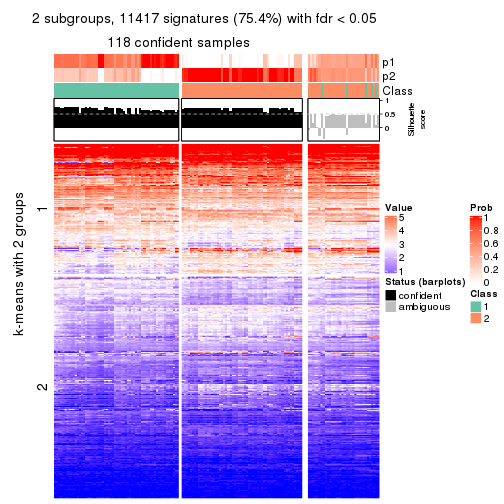 2 subgroups, 11417 signatures (75.4%) with fdr < 0.05
118 confident samples
p1
p2
Class
1
0.5
0
Silhouette
score
k-means with 2 groups
1
2
Value
5
4
3
2
1
Status (barplots)
confident
ambiguous
Prob
1
0.8
0.6
0.4
0.2
0
Class
1
2